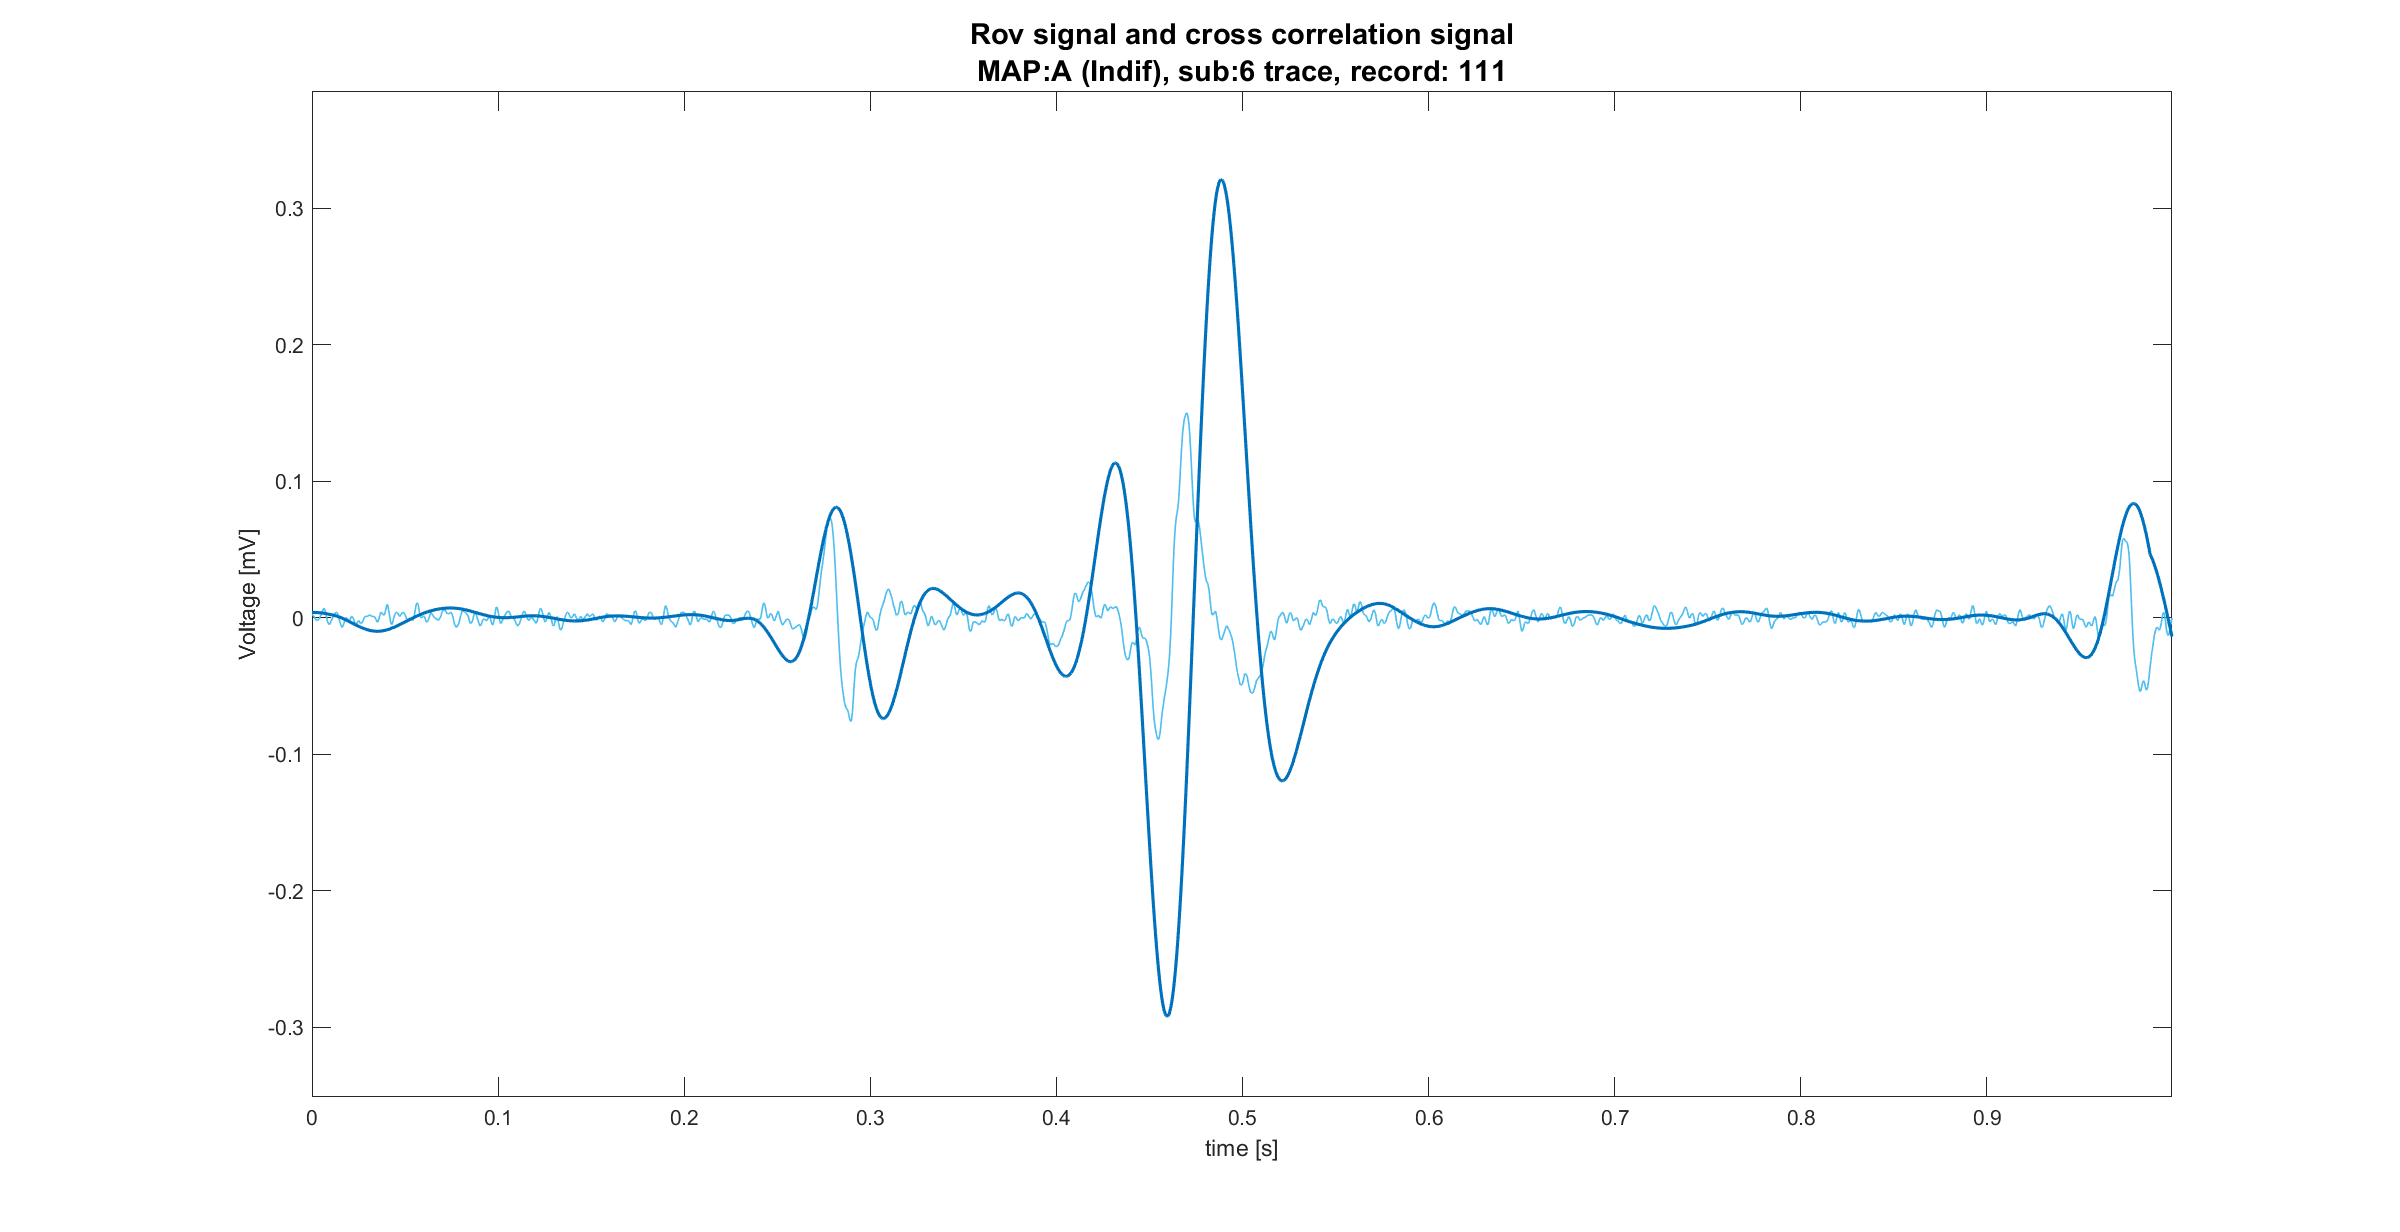 Rov signal and cross correlation signal
MAP:A (Indif), sub:6 trace, record: 111
0.3
0.2
0.1
0
-0.1
-0.2
-0.3
Voltage [mV]
0 0.1 0.2 0.3 0.4 0.5 0.6 0.7 0.8 0.9
time [s]